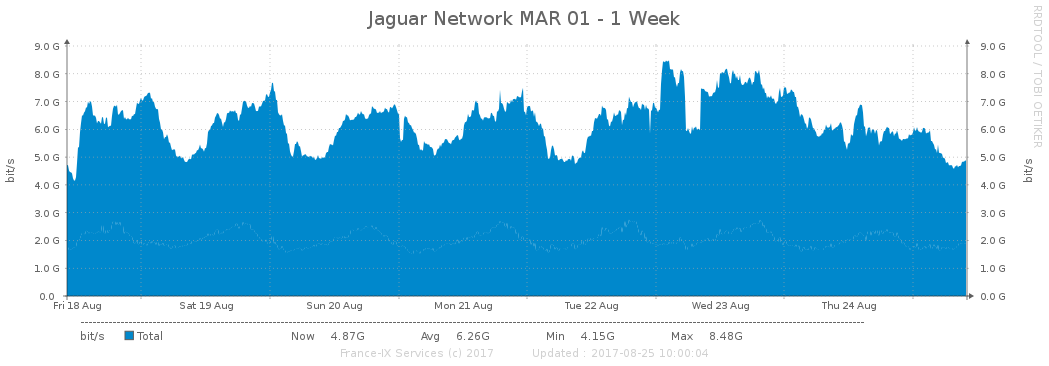 Jaguar Network MAR 01 - 1 Week
RRDTOOL / TOBI OETIKER
bit/s
9.0 G 9.0 G
8.0 G 8.0 G
7.0 G 7.0 G
6.0 G 6.0 G
5.0 G 5.0 G
4.0 G 4.0 G
3.0 G 3.0 G
2.0 G 2.0 G
1.0 G 1.0 G
0.0 0.0 G
bit/s
Fri 18 Aug Sat 19 Aug Sun 20 Aug Mon 21 Aug Tue 22 Aug Wed 23 Aug Thu 24 Aug
bit/s Total Now 4.87G Avg 6.26G Min 4.15G Max 8.48G
France-IX Services (c) 2017 Updated : 2017-08-25 10:00:04